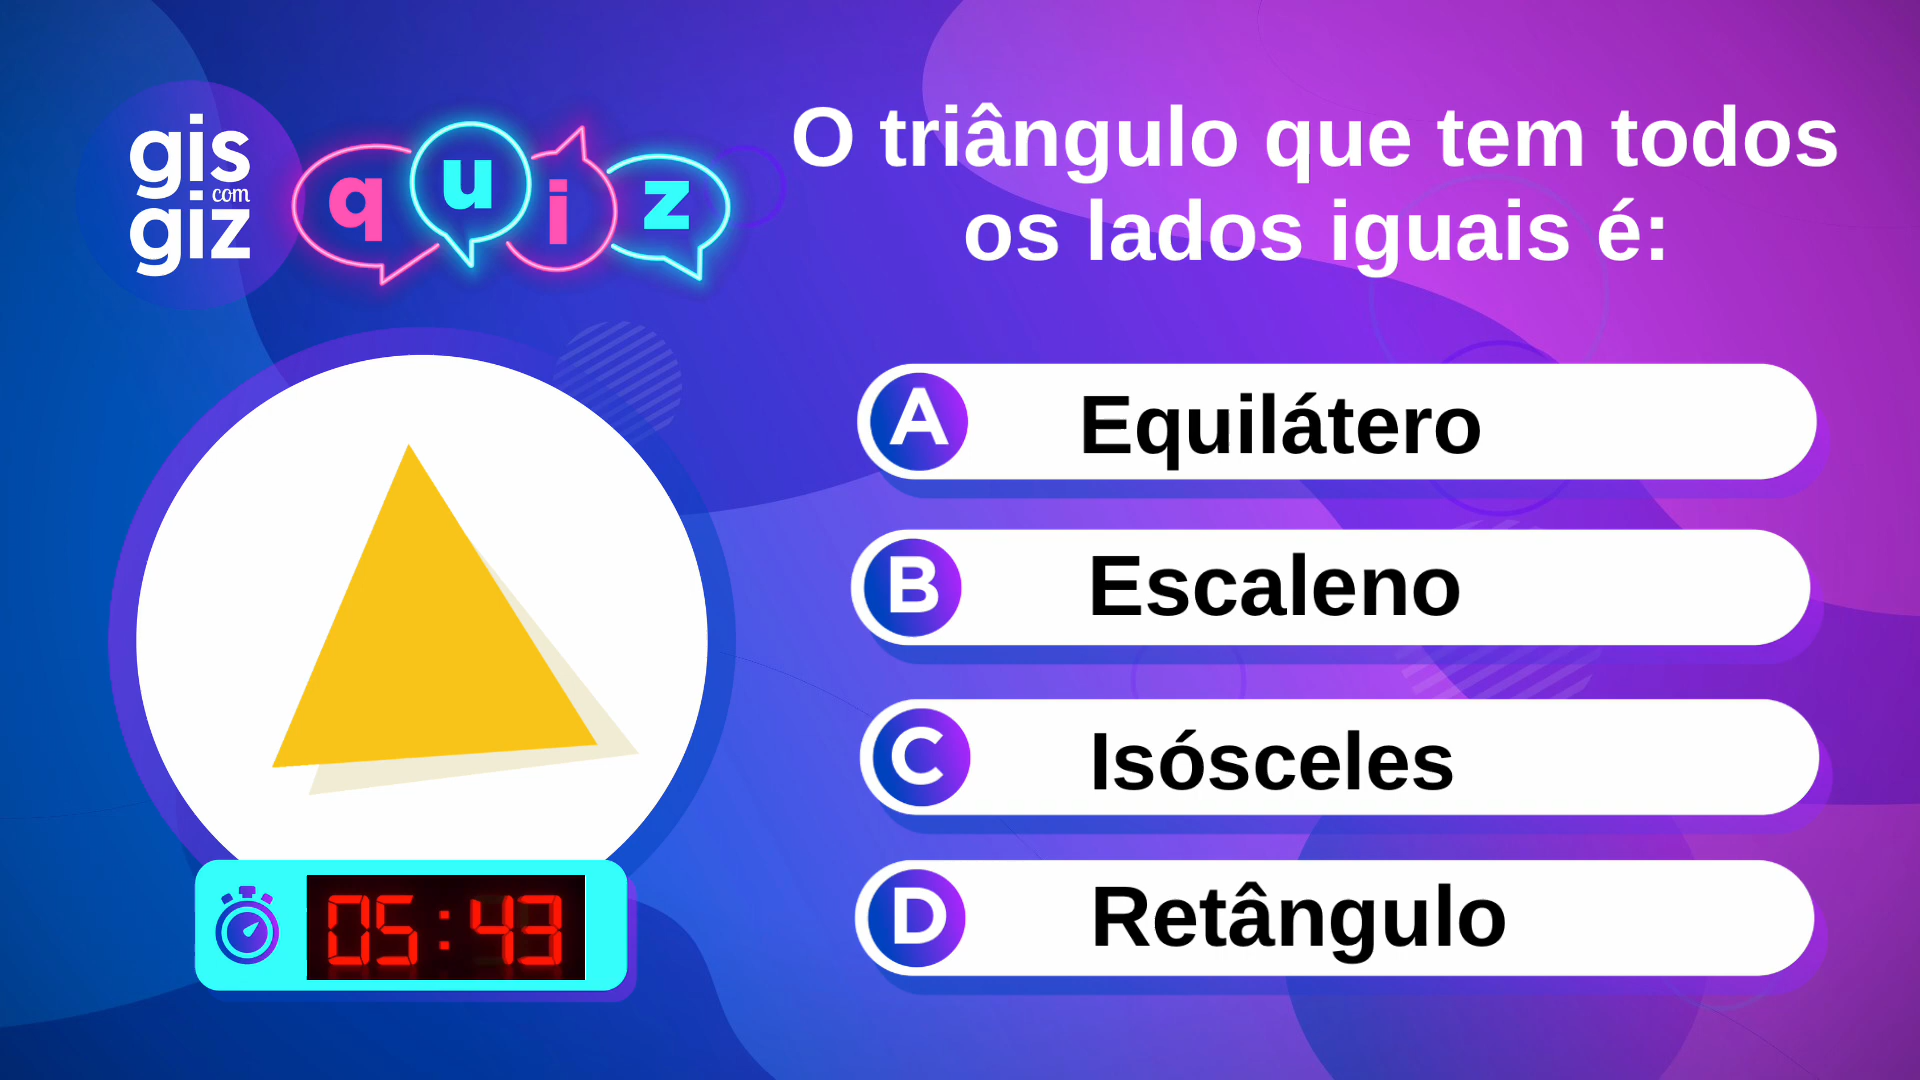 gis
com
giz
quiz
O triângulo que tem todos
os lados iguais é:
A Equilátero
B Escaleno
C Isósceles
D Retângulo
05:43